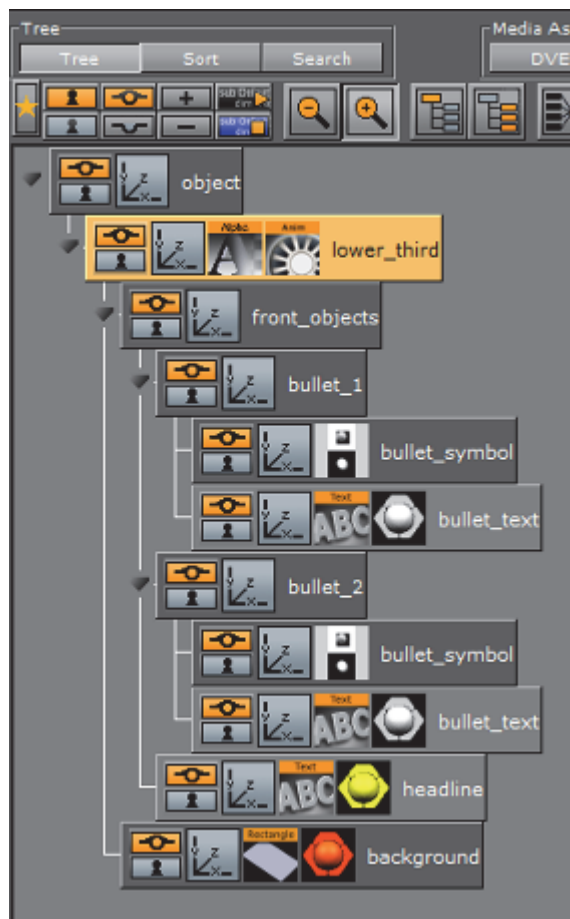 Tree
Media As
Tree
Sort
Search
DVE
object
Alpha
Anim
lower_third
front_objects
bullet_1
bullet_symbol
Text
bullet_text
bullet_2
bullet_symbol
Text
bullet_text
Text
headline
Rectangle
background